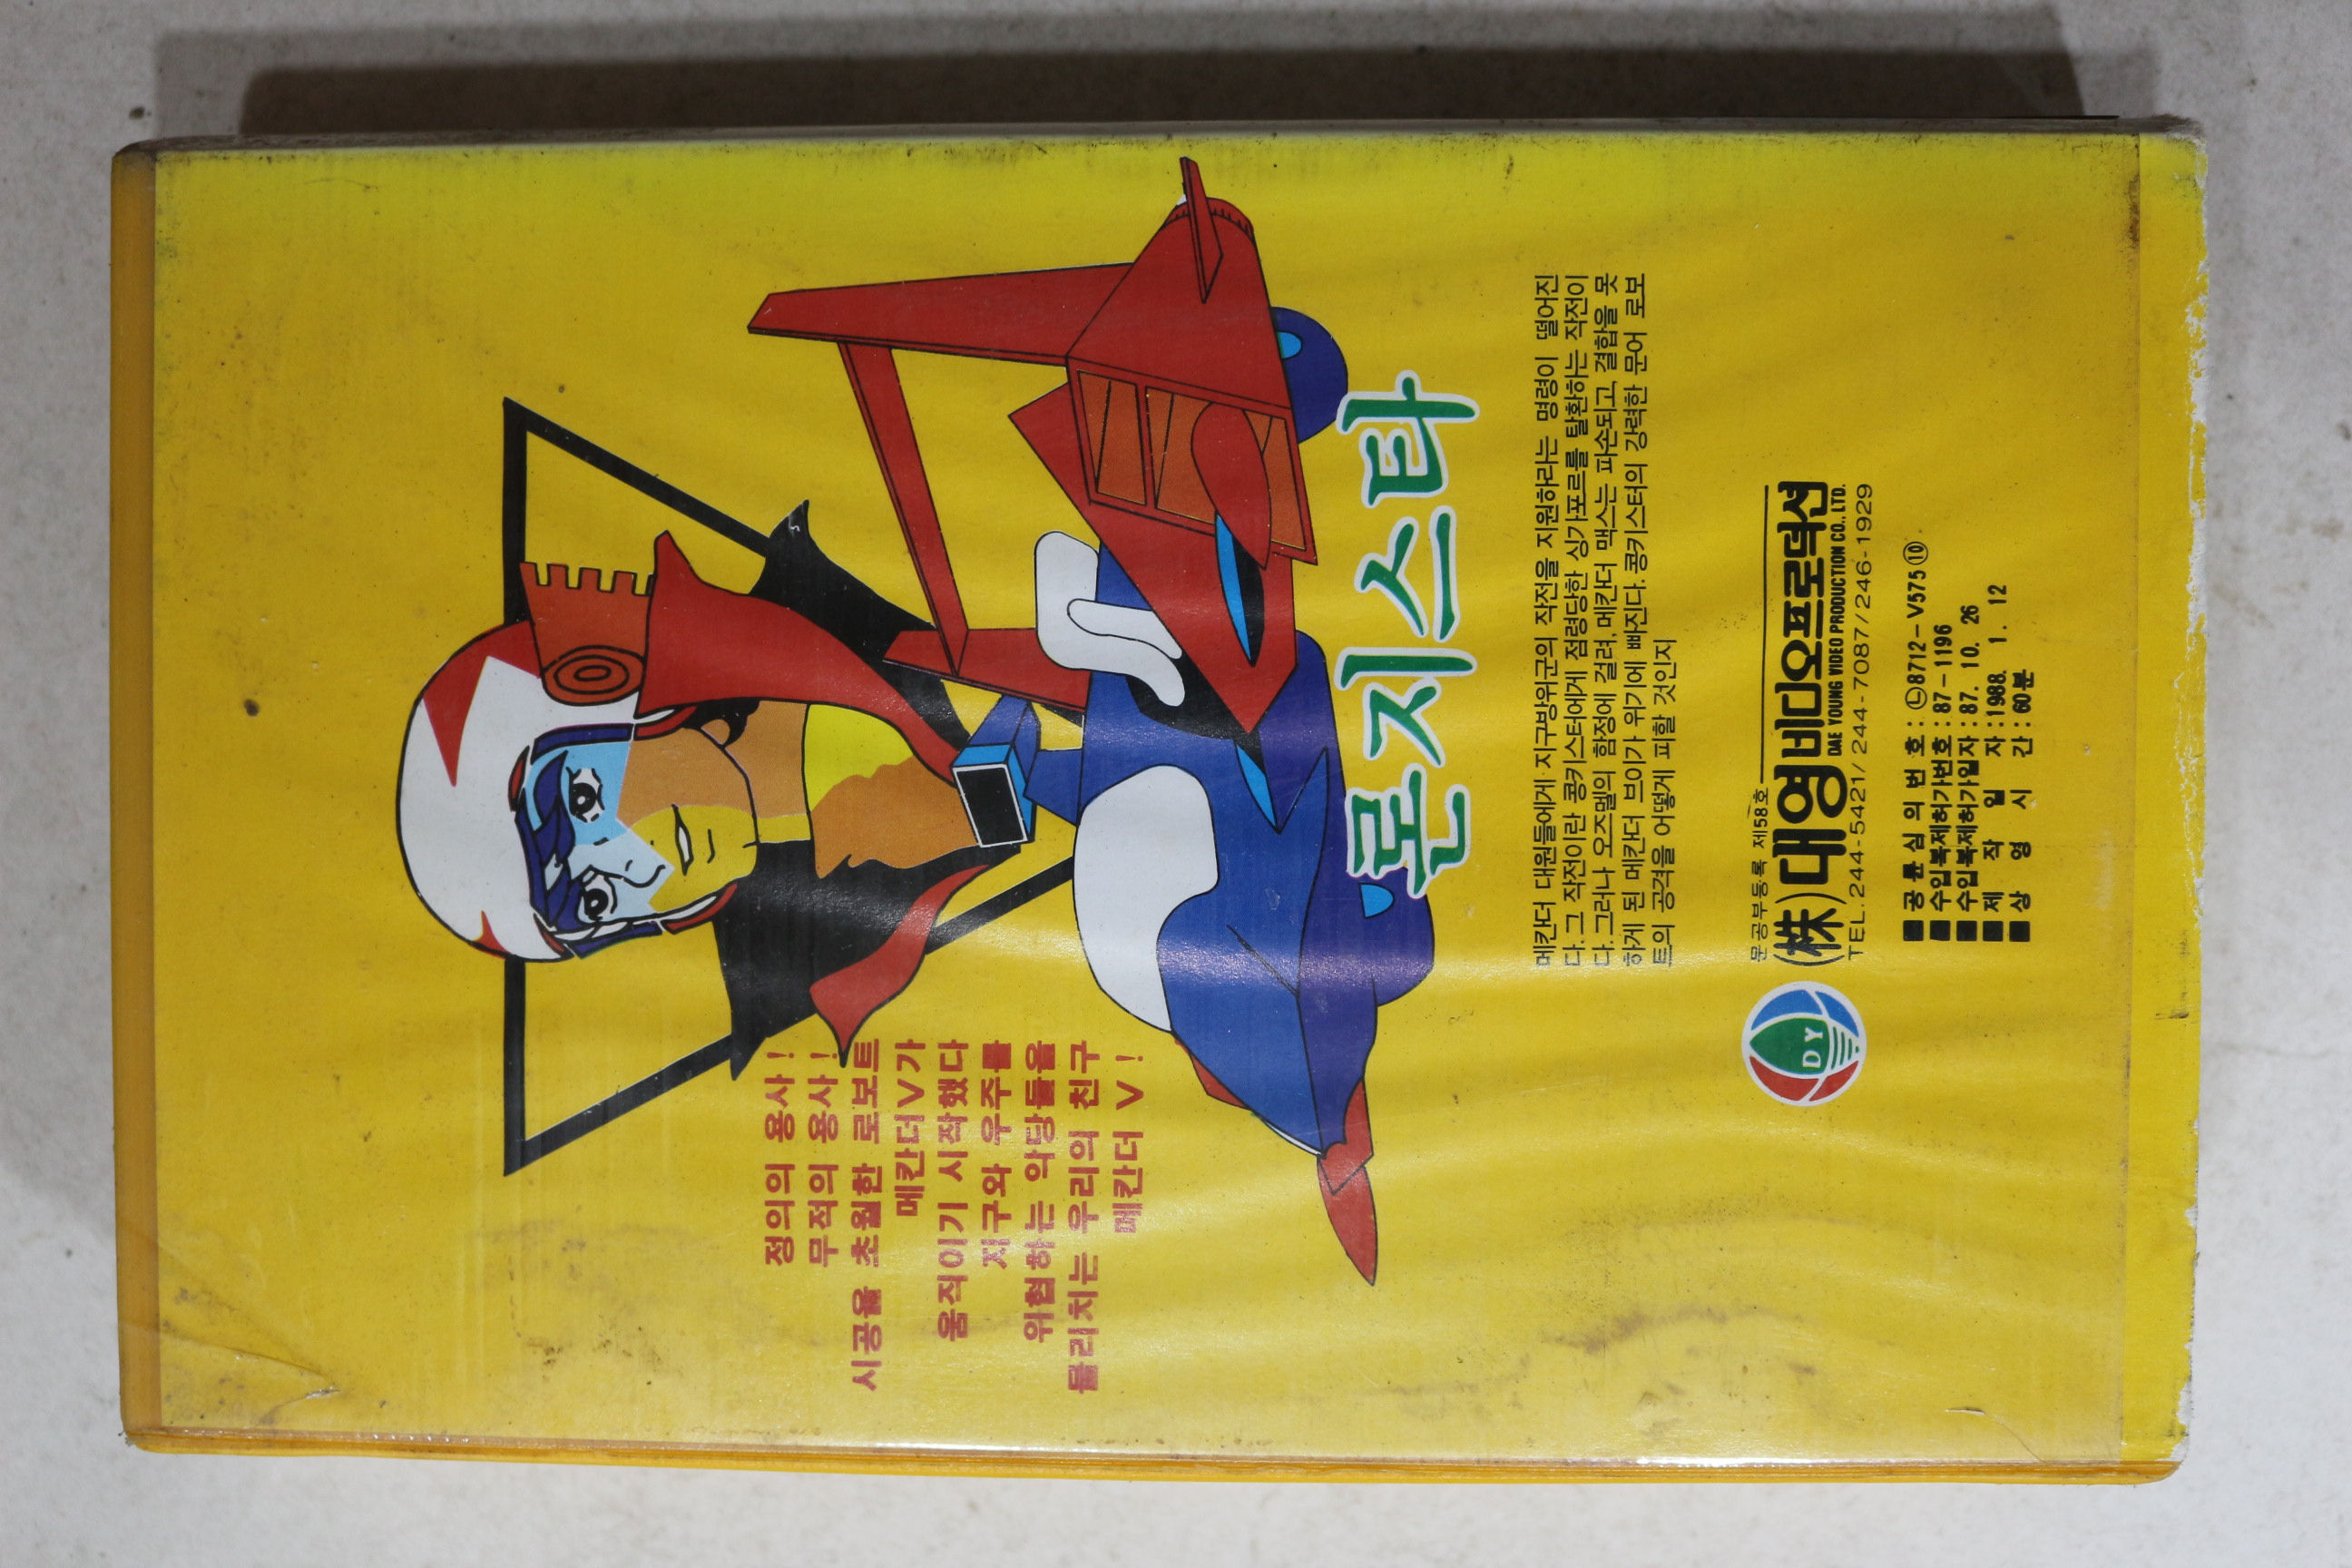 정의의 용사!
무적의 용사!
시공을 초월한 로보트
메칸더V가
움직이기 시작했다
지구와 우주를
위협하는 악당들을
물리치는 우리의 친구
메칸더 V!
론지스타
메칸더 대원들에게 지구방위군의 작전을 지원하라는 명령이 떨어진
다. 그 작전이란 콩키스터에게 점령당한 싱가포르를 탈환하는 작전이
다. 그러나 오즈멜의 함정에 걸려, 메칸더 맥스는 파손되고 결합을 못
하게 된 메칸더 브이가 위기에 빠진다. 콩키스터의 강력한 문어 로보
트의 공격을 어떻게 피할 것인지
문공부등록 제58호
(株)대영비디오프로덕션
DAE YOUNG VIDEO PRODUCTION CO., LTD.
TEL. 244-5421/244-7087/246-1929
DY
■ 공윤심의번호: Ⓛ8712-V575⑩
■ 수입복제허가번호: 87-1196
■ 수입복제허가일자: 87. 10. 26
■ 제작일자: 1988. 1. 12
■ 상영시간: 60분